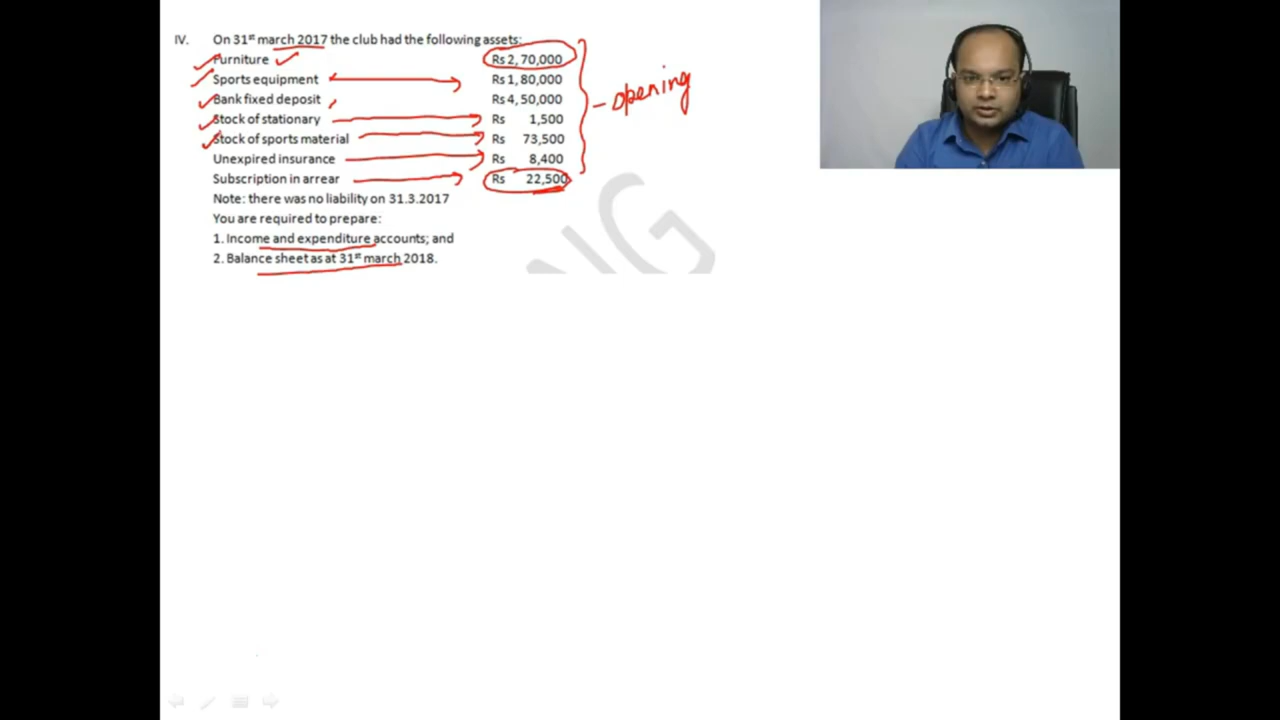 IV. On 31st march 2017 the club had the following assets:
Furniture Rs 2, 70,000
Sports equipment Rs 1, 80,000
Bank fixed deposit Rs 4, 50,000
Stock of stationary Rs 1,500
Stock of sports material Rs 73,500
Unexpired insurance Rs 8,400
Subscription in arrear Rs 22,500
- opening
Note: there was no liability on 31.3.2017
You are required to prepare:
1. Income and expenditure accounts; and
2. Balance sheet as at 31st march 2018.